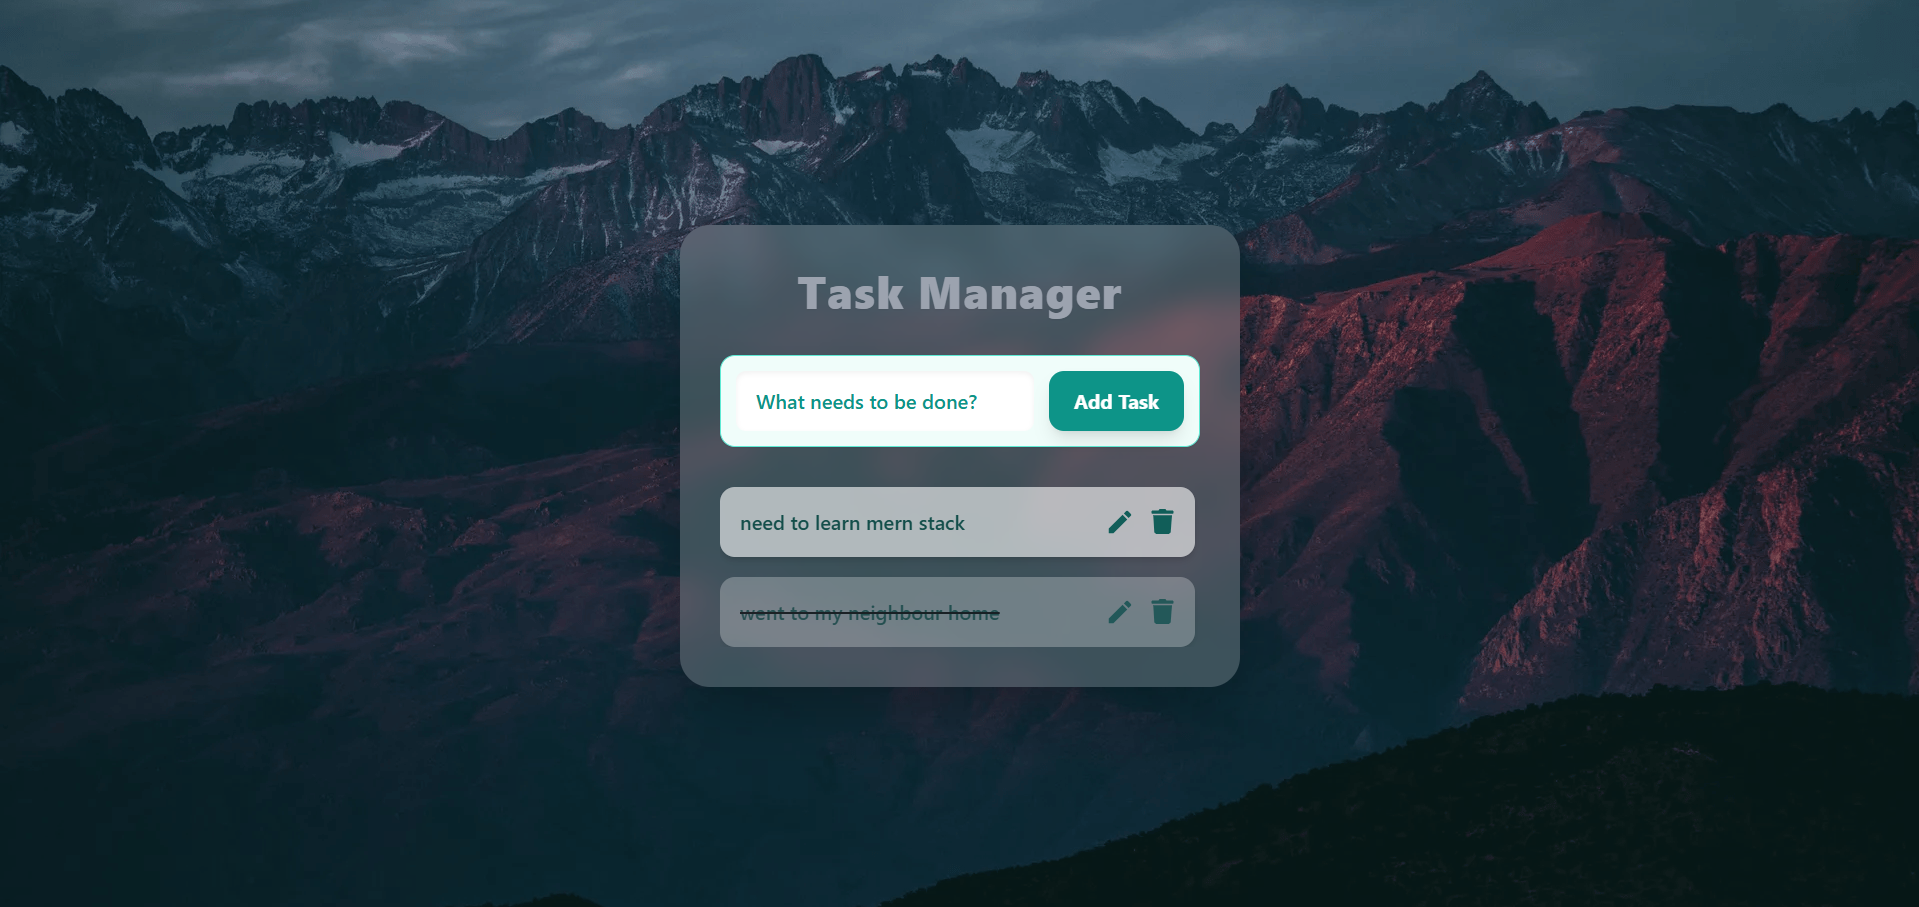 Task Manager
What needs to be done?
Add Task
need to learn mern stack
went to my neighbour home